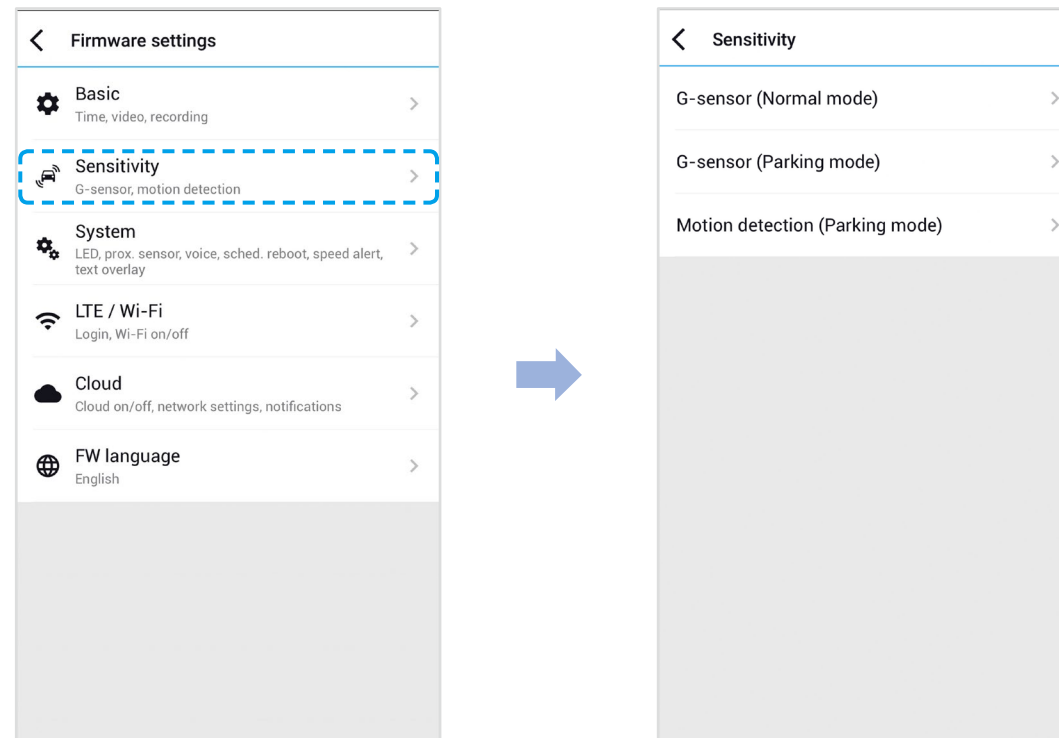 Firmware settings
Basic
Time, video, recording
Sensitivity
G-sensor, motion detection
System
LED, prox. sensor, voice, sched. reboot, speed alert,
text overlay
LTE / Wi-Fi
Login, Wi-Fi on/off
Cloud
Cloud on/off, network settings, notifications
FW language
English
Sensitivity
G-sensor (Normal mode)
G-sensor (Parking mode)
Motion detection (Parking mode)